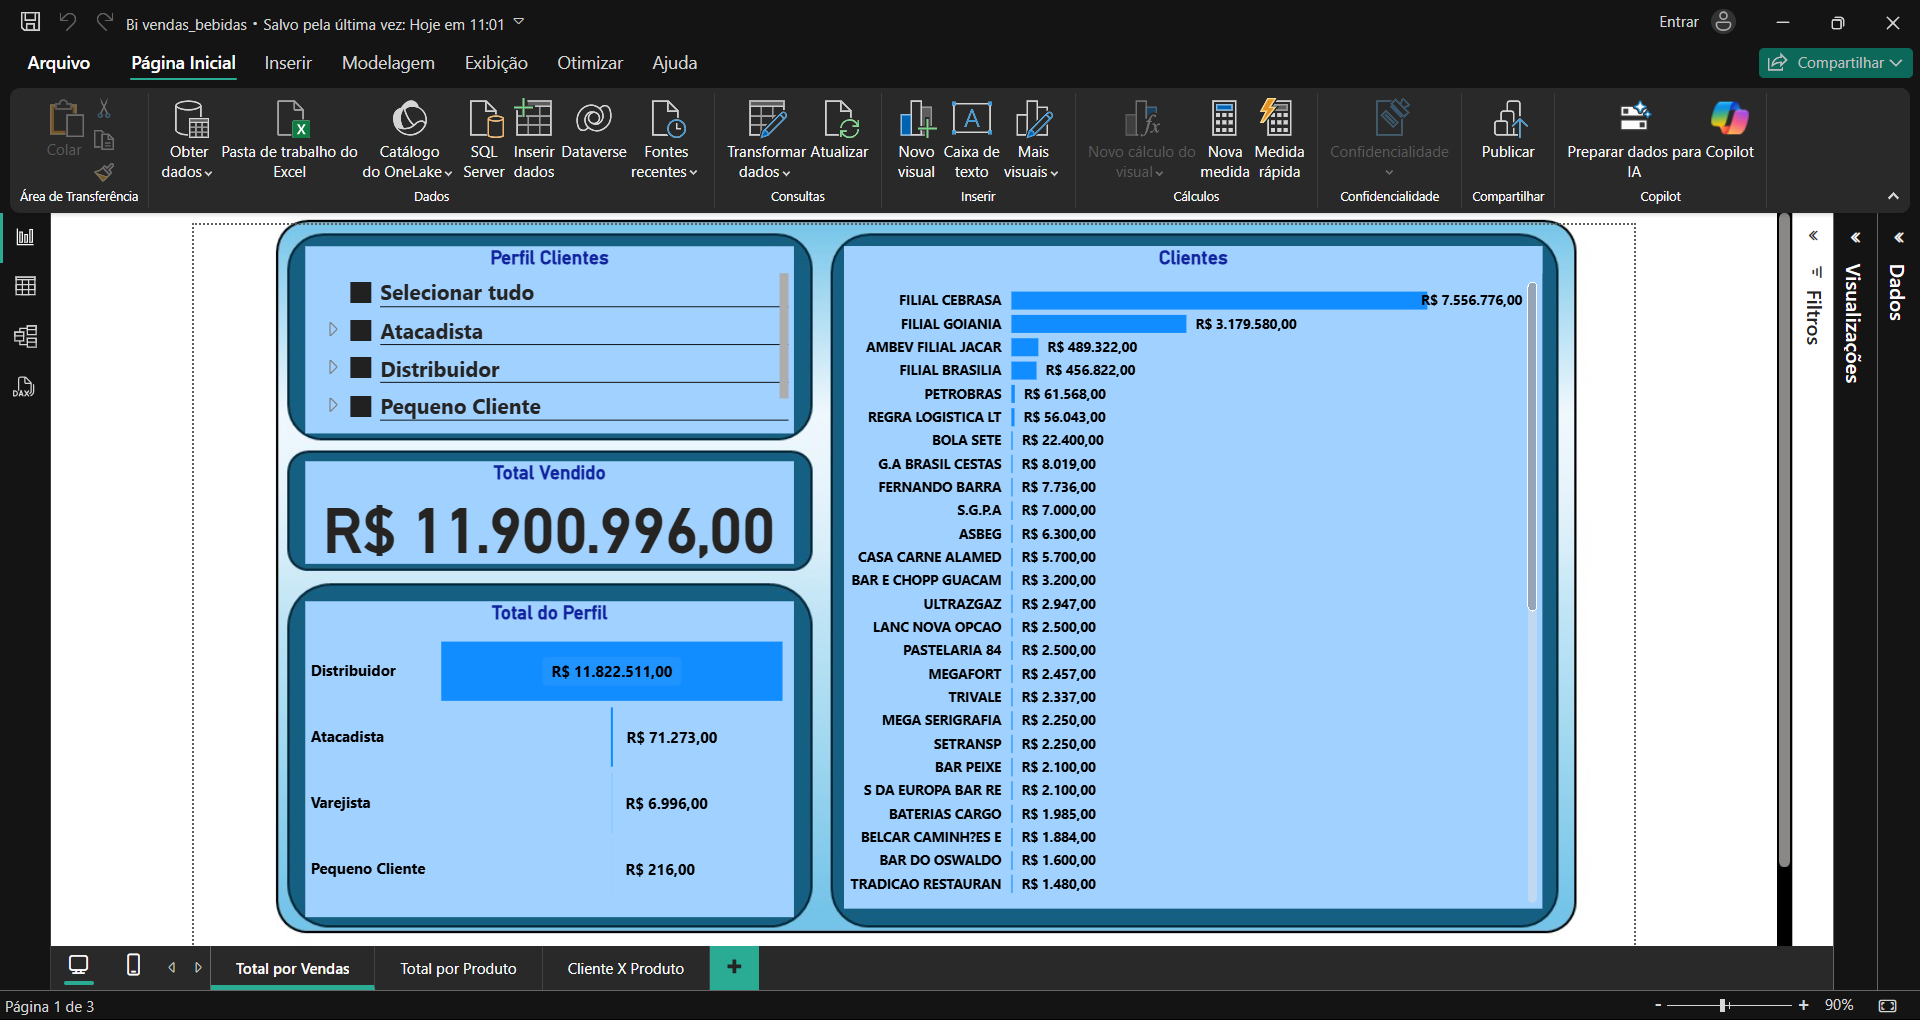 Bi vendas_bebidas • Salvo pela última vez: Hoje em 11:01
Entrar
Arquivo
Página Inicial
Inserir
Modelagem
Exibição
Otimizar
Ajuda
Compartilhar
Colar
Área de Transferência
Obter dados
Pasta de trabalho do Excel
Catálogo do OneLake
SQL Server
Inserir dados
Dataverse
Fontes recentes
Dados
Transformar dados
Atualizar
Consultas
Novo visual
Caixa de texto
Mais visuais
Inserir
Novo cálculo do visual
Nova medida
Medida rápida
Cálculos
Confidencialidade
Confidencialidade
Publicar
Compartilhar
Preparar dados para IA
Copilot
Copilot
DAX
Perfil Clientes
Selecionar tudo
Atacadista
Distribuidor
Pequeno Cliente
Total Vendido
R$ 11.900.996,00
Total do Perfil
Distribuidor R$ 11.822.511,00
Atacadista R$ 71.273,00
Varejista R$ 6.996,00
Pequeno Cliente R$ 216,00
Clientes
FILIAL CEBRASA R$ 7.556.776,00
FILIAL GOIANIA R$ 3.179.580,00
AMBEV FILIAL JACAR R$ 489.322,00
FILIAL BRASILIA R$ 456.822,00
PETROBRAS R$ 61.568,00
REGRA LOGISTICA LT R$ 56.043,00
BOLA SETE R$ 22.400,00
G.A BRASIL CESTAS R$ 8.019,00
FERNANDO BARRA R$ 7.736,00
S.G.P.A R$ 7.000,00
ASBEG R$ 6.300,00
CASA CARNE ALAMED R$ 5.700,00
BAR E CHOPP GUACAM R$ 3.200,00
ULTRAZGAZ R$ 2.947,00
LANC NOVA OPCAO R$ 2.500,00
PASTELARIA 84 R$ 2.500,00
MEGAFORT R$ 2.457,00
TRIVALE R$ 2.337,00
MEGA SERIGRAFIA R$ 2.250,00
SETRANSP R$ 2.250,00
BAR PEIXE R$ 2.100,00
S DA EUROPA BAR RE R$ 2.100,00
BATERIAS CARGO R$ 1.985,00
BELCAR CAMINH?ES E R$ 1.884,00
BAR DO OSWALDO R$ 1.600,00
TRADICAO RESTAURAN R$ 1.480,00
Filtros
Visualizações
Dados
Total por Vendas
Total por Produto
Cliente X Produto
Página 1 de 3
90%